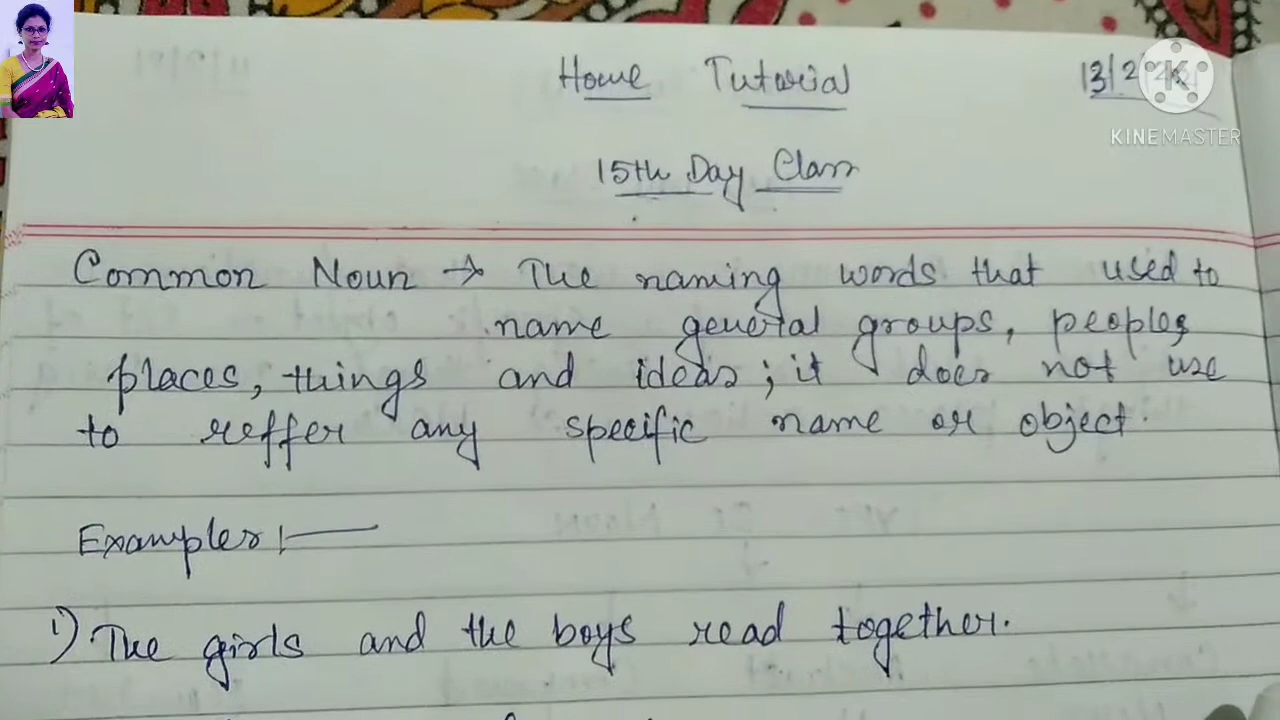 Home Tutorial
13/2
KINEMASTER
15th Day Class
Common Noun → The naming words that used to
name general groups, peoples,
places, things and ideas; it does not use
to reffer any specific name or object.
Examples :—
i) The girls and the boys read together.